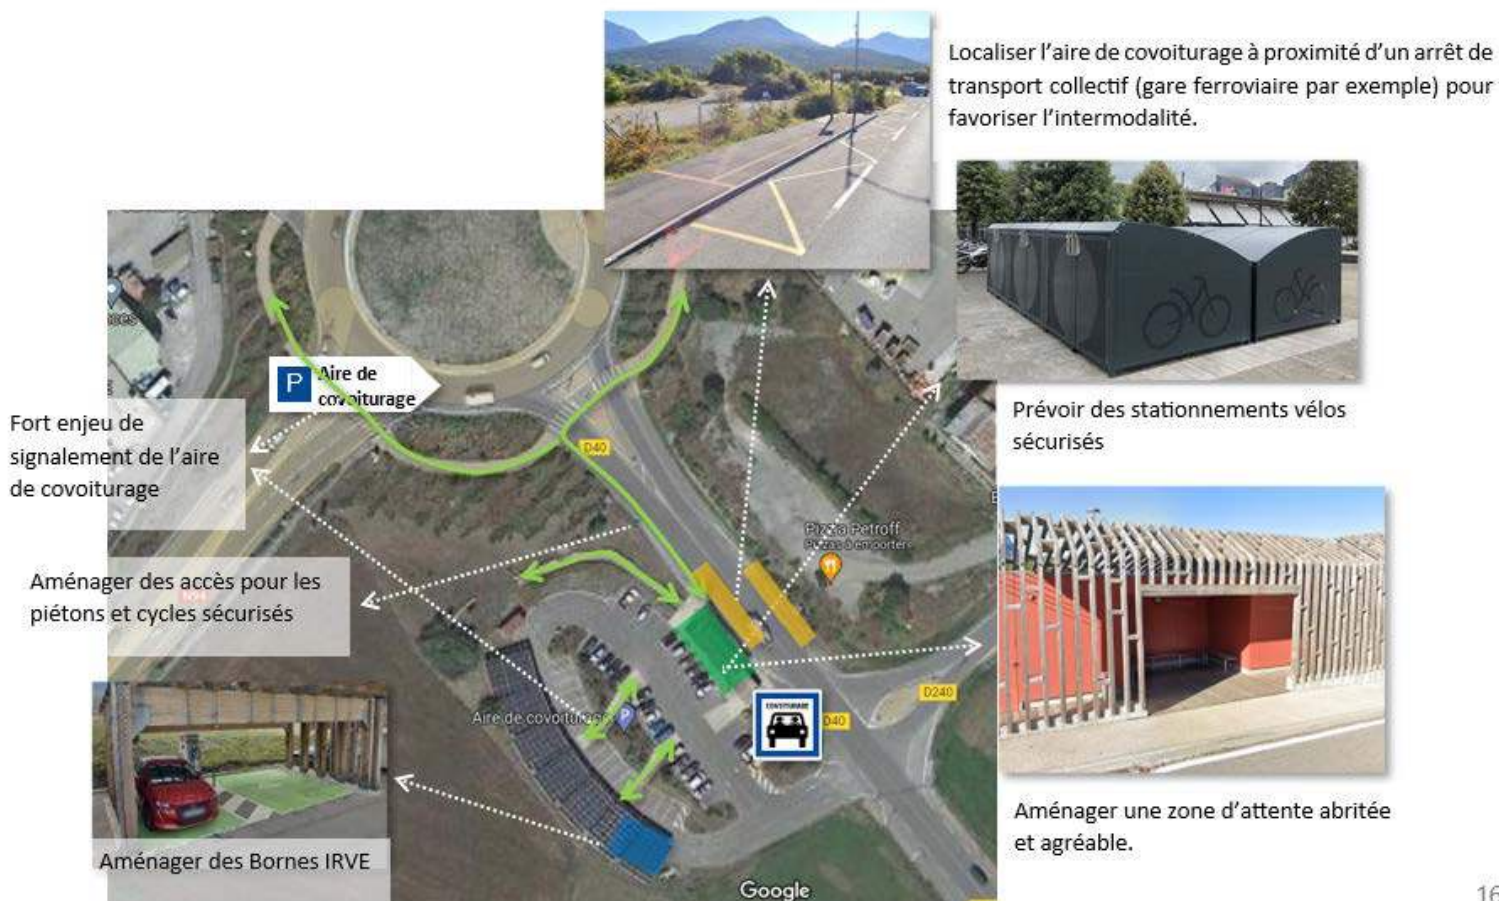 Localiser l'aire de covoiturage à proximité d'un arrêt de
transport collectif (gare ferroviaire par exemple) pour
favoriser l'intermodalité.
P
Aire de
covoiturage
Prévoir des stationnements vélos
sécurisés
Fort enjeu de
signalement de l'aire
de covoiturage
D40
Pizza Petroff
Pizzas à emporter
Aménager des accès pour les
piétons et cycles sécurisés
N94
D240
Aire de covoiturage
P
COVOITURAGE
D40
Aménager des Bornes IRVE
Aménager une zone d'attente abritée
et agréable.
Google
16